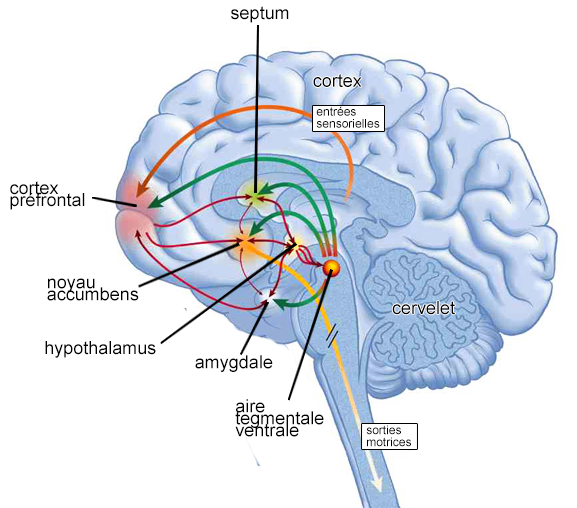 septum
cortex
entrées
sensorielles
cortex
préfrontal
noyau
accumbens
cervelet
hypothalamus
amygdale
aire
tegmentale
ventrale
sorties
motrices